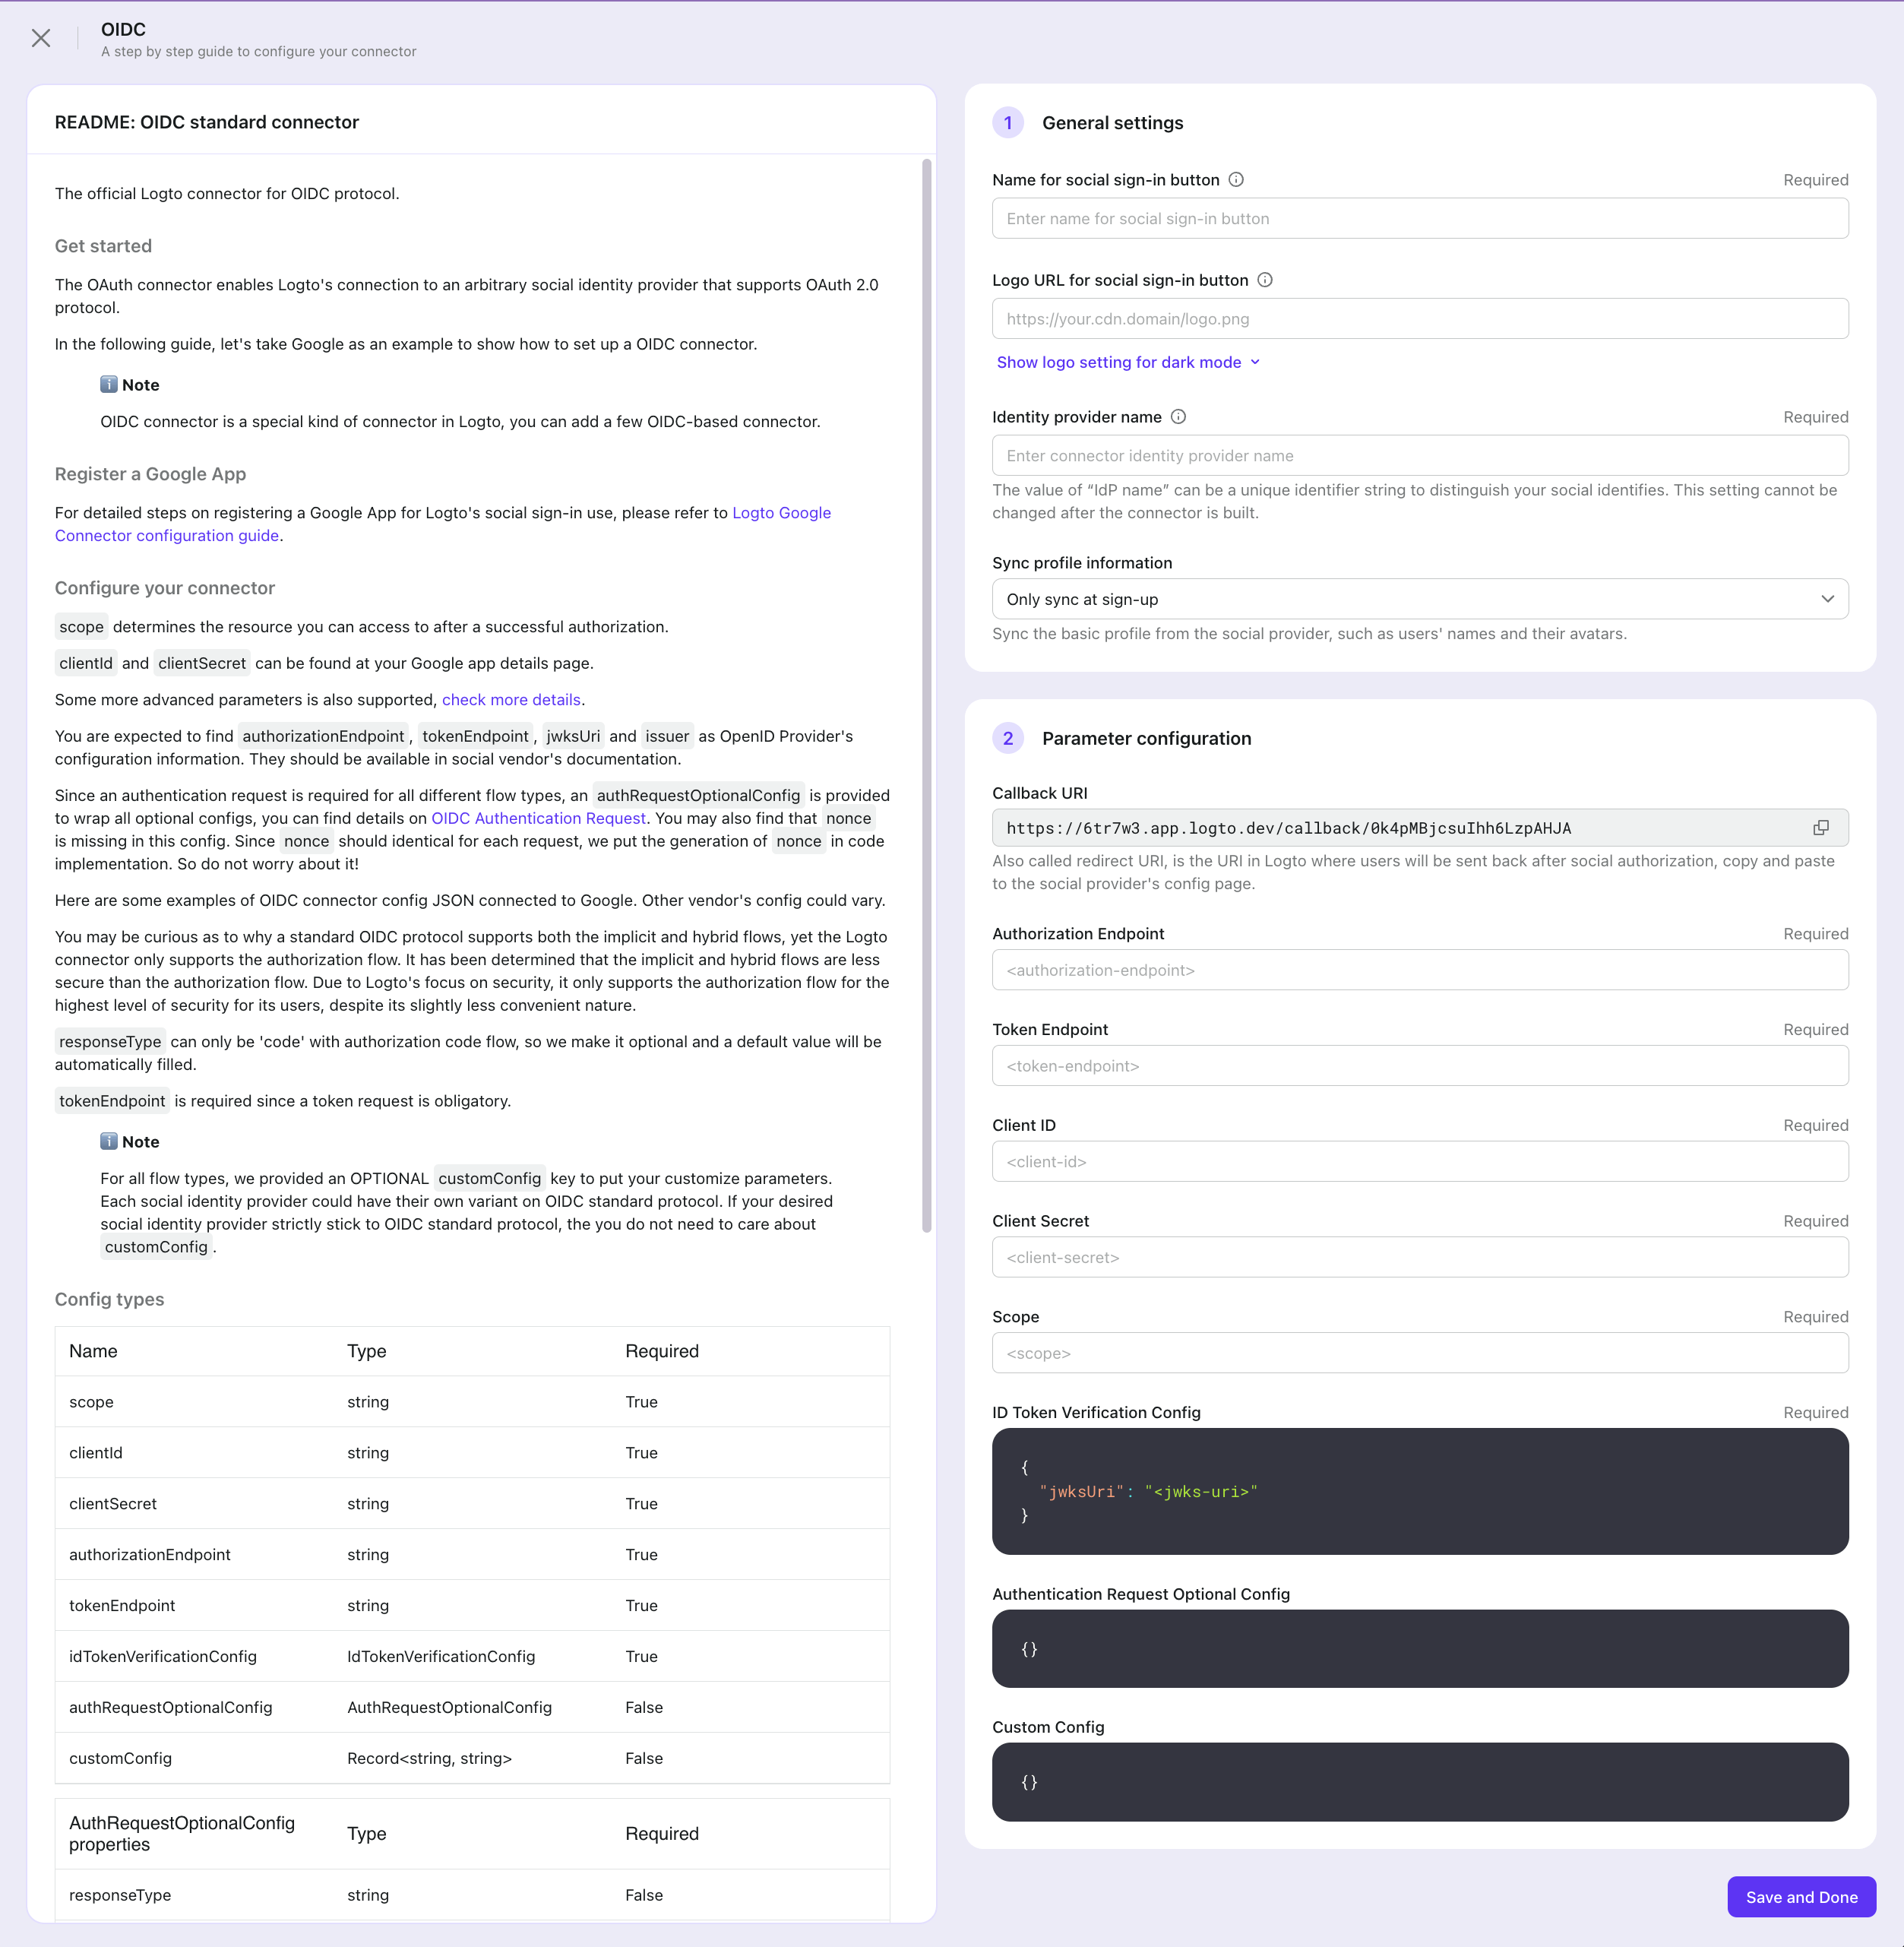 OIDC
A step by step guide to configure your connector
README: OIDC standard connector
The official Logto connector for OIDC protocol.
Get started
The OAuth connector enables Logto's connection to an arbitrary social identity provider that supports OAuth 2.0
protocol.
In the following guide, let's take Google as an example to show how to set up a OIDC connector.
ℹ️ Note
OIDC connector is a special kind of connector in Logto, you can add a few OIDC-based connector.
Register a Google App
For detailed steps on registering a Google App for Logto's social sign-in use, please refer to Logto Google
Connector configuration guide.
Configure your connector
scope determines the resource you can access to after a successful authorization.
clientId and clientSecret can be found at your Google app details page.
Some more advanced parameters is also supported, check more details.
You are expected to find authorizationEndpoint, tokenEndpoint, jwksUri and issuer as OpenID Provider's
configuration information. They should be available in social vendor's documentation.
Since an authentication request is required for all different flow types, an authRequestOptionalConfig is provided
to wrap all optional configs, you can find details on OIDC Authentication Request. You may also find that nonce
is missing in this config. Since nonce should identical for each request, we put the generation of nonce in code
implementation. So do not worry about it!
Here are some examples of OIDC connector config JSON connected to Google. Other vendor's config could vary.
You may be curious as to why a standard OIDC protocol supports both the implicit and hybrid flows, yet the Logto
connector only supports the authorization flow. It has been determined that the implicit and hybrid flows are less
secure than the authorization flow. Due to Logto's focus on security, it only supports the authorization flow for the
highest level of security for its users, despite its slightly less convenient nature.
responseType can only be 'code' with authorization code flow, so we make it optional and a default value will be
automatically filled.
tokenEndpoint is required since a token request is obligatory.
ℹ️ Note
For all flow types, we provided an OPTIONAL customConfig key to put your customize parameters.
Each social identity provider could have their own variant on OIDC standard protocol. If your desired
social identity provider strictly stick to OIDC standard protocol, the you do not need to care about
customConfig.
Config types
Name Type Required
scope string True
clientId string True
clientSecret string True
authorizationEndpoint string True
tokenEndpoint string True
idTokenVerificationConfig IdTokenVerificationConfig True
authRequestOptionalConfig AuthRequestOptionalConfig False
customConfig Record<string, string> False
AuthRequestOptionalConfig
properties Type Required
responseType string False
1 General settings
Name for social sign-in button Required
Enter name for social sign-in button
Logo URL for social sign-in button
https://your.cdn.domain/logo.png
Show logo setting for dark mode
Identity provider name Required
Enter connector identity provider name
The value of “IdP name” can be a unique identifier string to distinguish your social identifies. This setting cannot be
changed after the connector is built.
Sync profile information
Only sync at sign-up
Sync the basic profile from the social provider, such as users' names and their avatars.
2 Parameter configuration
Callback URI
https://6tr7w3.app.logto.dev/callback/0k4pMBjcsuIhh6LzpAHJA
Also called redirect URI, is the URI in Logto where users will be sent back after social authorization, copy and paste
to the social provider's config page.
Authorization Endpoint Required
<authorization-endpoint>
Token Endpoint Required
<token-endpoint>
Client ID Required
<client-id>
Client Secret Required
<client-secret>
Scope Required
<scope>
ID Token Verification Config Required
{
"jwksUri": "<jwks-uri>"
}
Authentication Request Optional Config
{}
Custom Config
{}
Save and Done